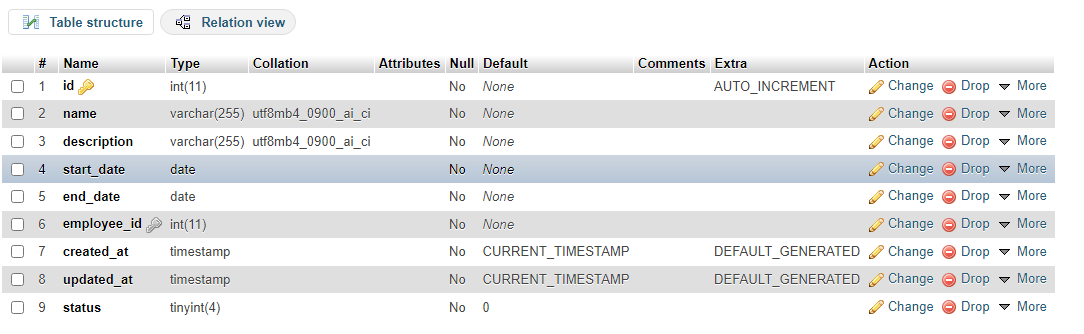 Table structure Relation view
# Name Type Collation Attributes Null Default Comments Extra Action
1 id int(11) No None AUTO_INCREMENT Change Drop More
2 name varchar(255) utf8mb4_0900_ai_ci No None Change Drop More
3 description varchar(255) utf8mb4_0900_ai_ci No None Change Drop More
4 start_date date No None Change Drop More
5 end_date date No None Change Drop More
6 employee_id int(11) No None Change Drop More
7 created_at timestamp No CURRENT_TIMESTAMP DEFAULT_GENERATED Change Drop More
8 updated_at timestamp No CURRENT_TIMESTAMP DEFAULT_GENERATED Change Drop More
9 status tinyint(4) No 0 Change Drop More